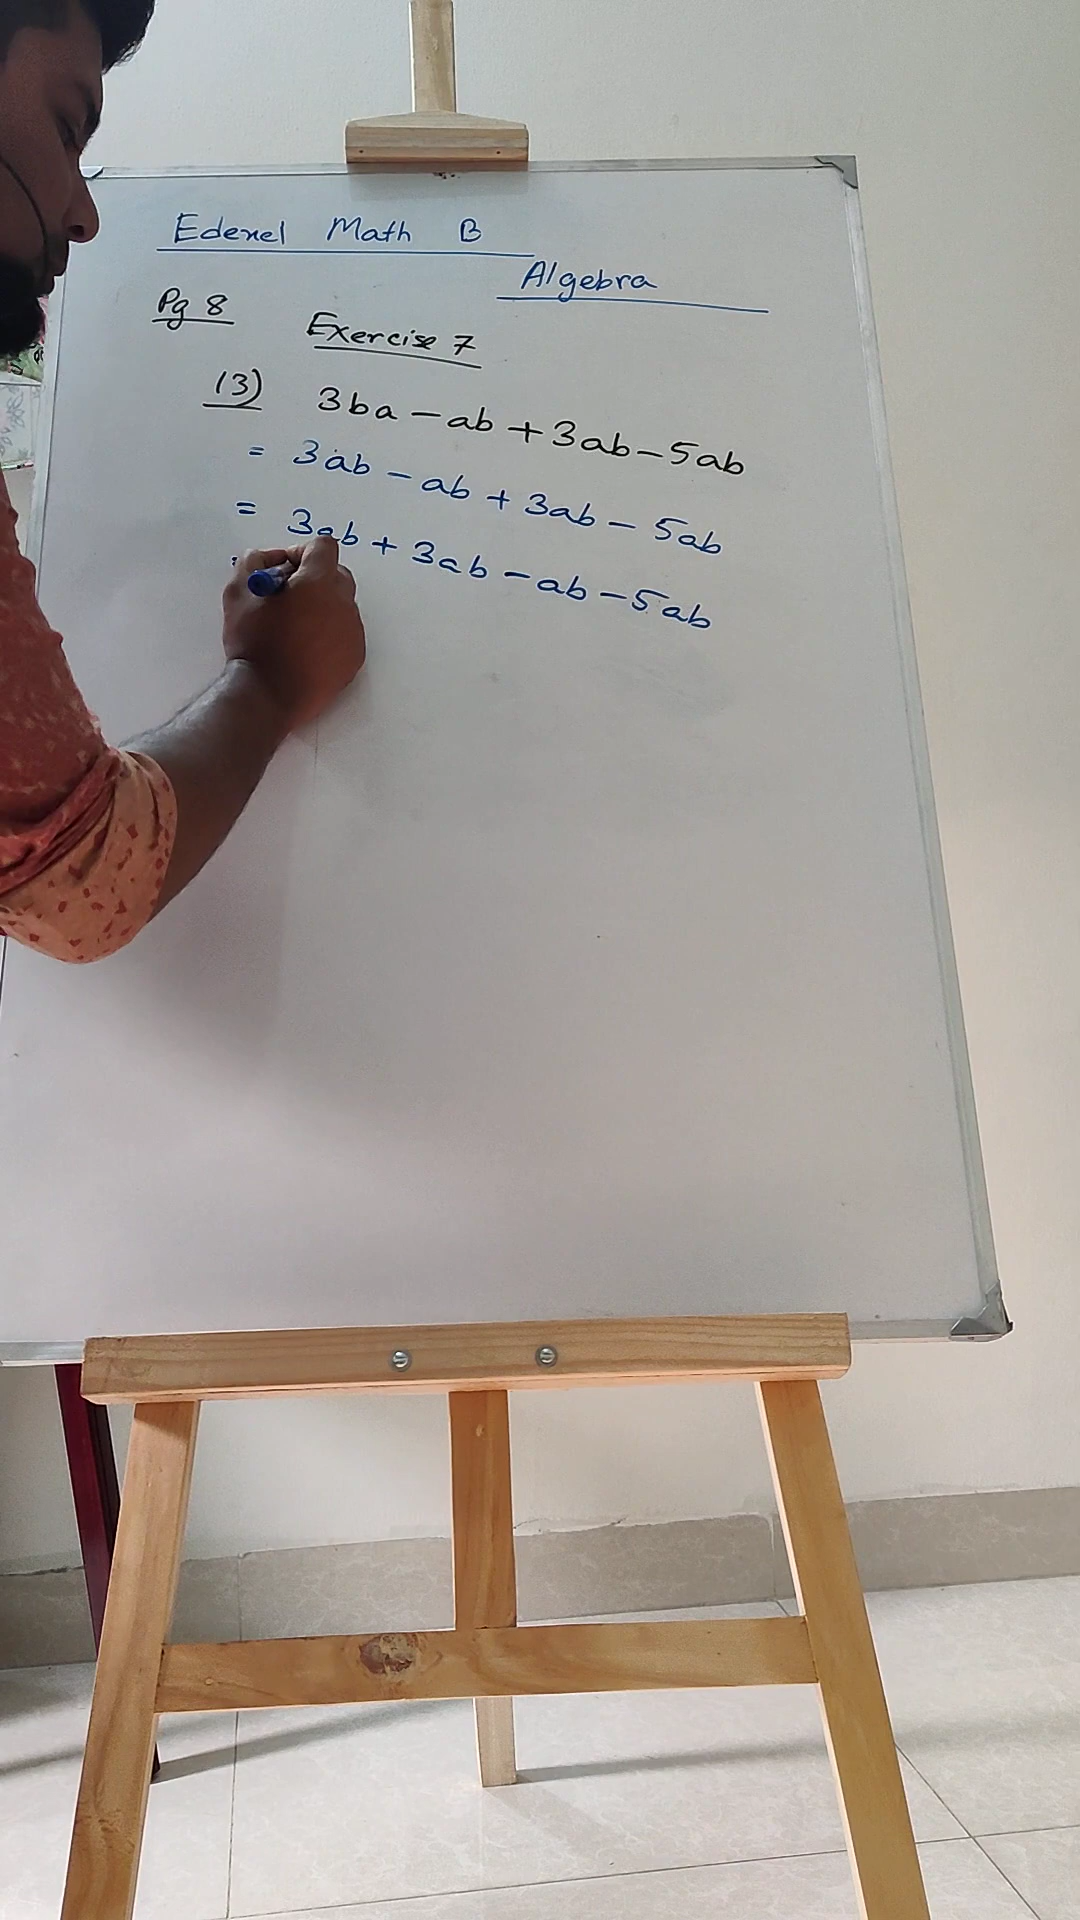 Edexel Math B
Algebra
Pg 8
Exercise 7
13) 3ba - ab + 3ab - 5ab
= 3ab - ab + 3ab - 5ab
= 3ab + 3ab - ab - 5ab